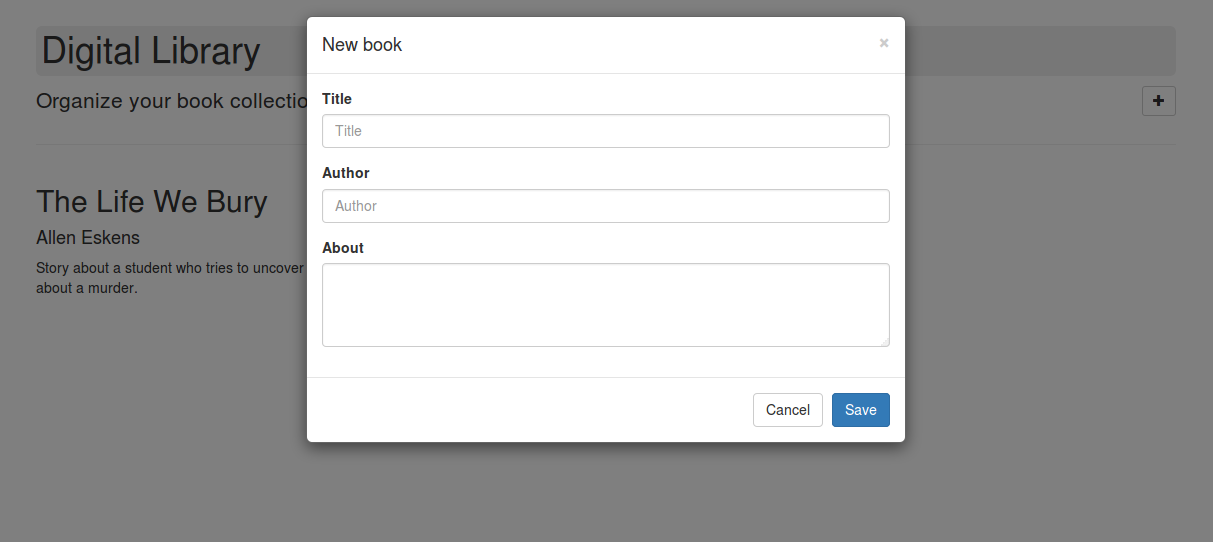 Digital Library
Organize your book collectio
The Life We Bury
Allen Eskens
Story about a student who tries to uncover
about a murder.
New book
×
Title
Title
Author
Author
About
Cancel
Save
+